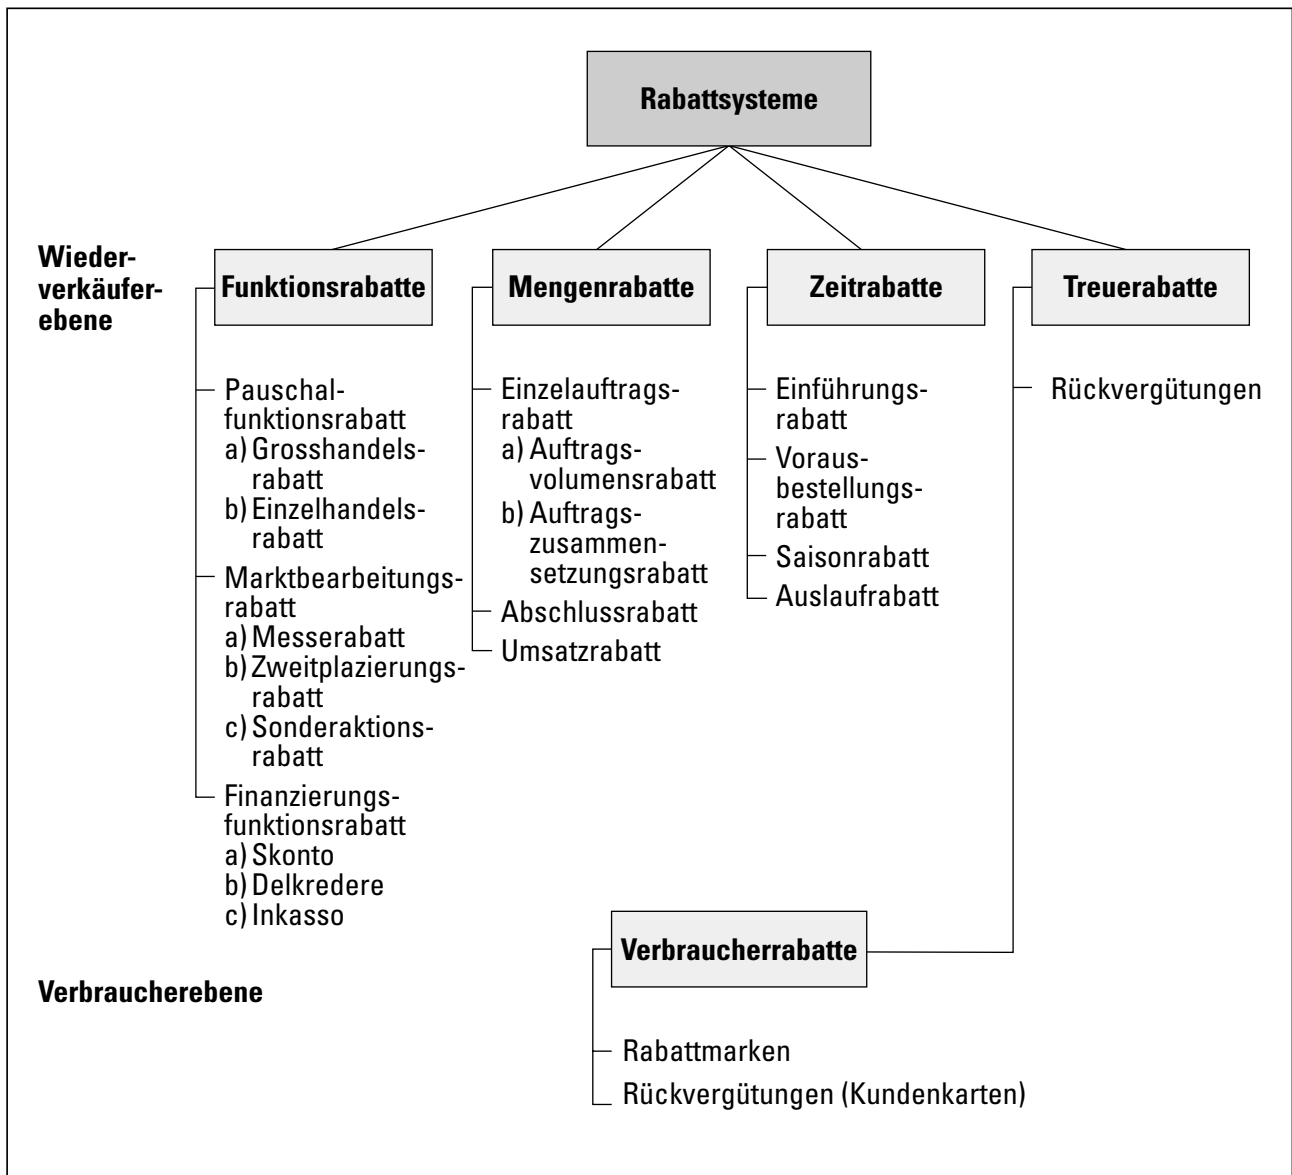 Rabattsysteme
Wieder-
verkäufer-
ebene
Funktionsrabatte
Pauschal-
funktionsrabatt
a) Grosshandels-
rabatt
b) Einzelhandels-
rabatt
Marktbearbeitungs-
rabatt
a) Messerabatt
b) Zweitplazierungs-
rabatt
c) Sonderaktions-
rabatt
Finanzierungs-
funktionsrabatt
a) Skonto
b) Delkredere
c) Inkasso
Mengenrabatte
Einzelauftrags-
rabatt
a) Auftrags-
volumensrabatt
b) Auftrags-
zusammen-
setzungsrabatt
Abschlussrabatt
Umsatzrabatt
Zeitrabatte
Einführungs-
rabatt
Voraus-
bestellungs-
rabatt
Saisonrabatt
Auslaufrabatt
Treuerabatte
Rückvergütungen
Verbraucherebene
Verbraucherrabatte
Rabattmarken
Rückvergütungen (Kundenkarten)